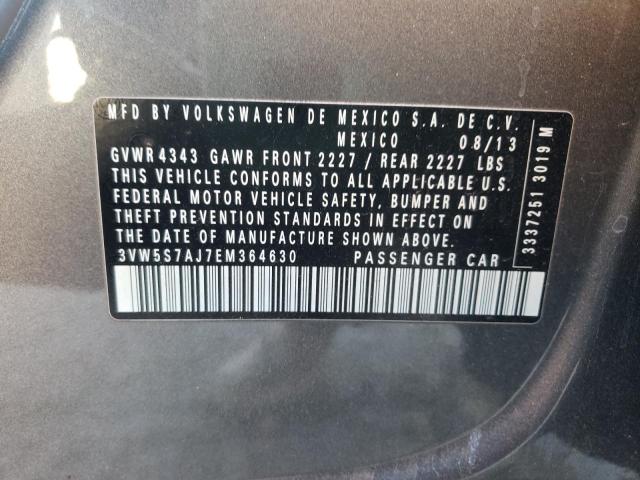 MFD BY VOLKSWAGEN DE MEXICO S.A. DE C.V.
MEXICO 08/13
GVWR 4343 GAWR FRONT 2227 / REAR 2227 LBS
THIS VEHICLE CONFORMS TO ALL APPLICABLE U.S.
FEDERAL MOTOR VEHICLE SAFETY, BUMPER AND
THEFT PREVENTION STANDARDS IN EFFECT ON
THE DATE OF MANUFACTURE SHOWN ABOVE.
3VW5S7AJ7EM364630 PASSENGER CAR
3337251 3019 M